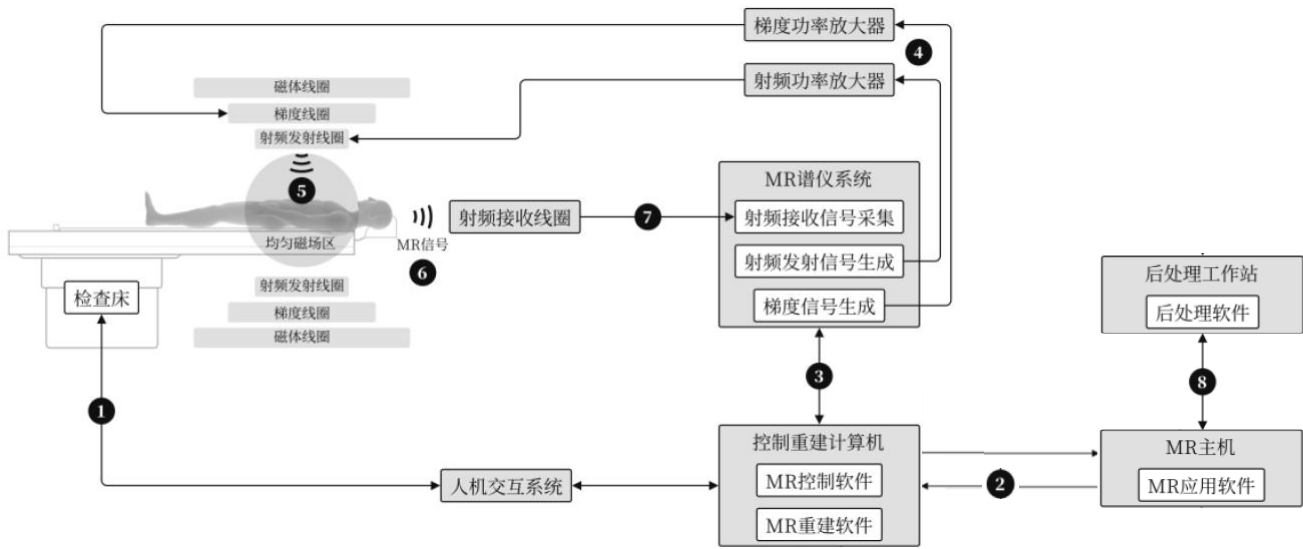 梯度功率放大器
4
射频功率放大器
磁体线圈
梯度线圈
射频发射线圈
5
均匀磁场区
MR信号
6
射频接收线圈
7
MR谱仪系统
射频接收信号采集
射频发射信号生成
梯度信号生成
射频发射线圈
梯度线圈
磁体线圈
检查床
后处理工作站
后处理软件
1
3
8
人机交互系统
控制重建计算机
MR控制软件
MR重建软件
2
MR主机
MR应用软件